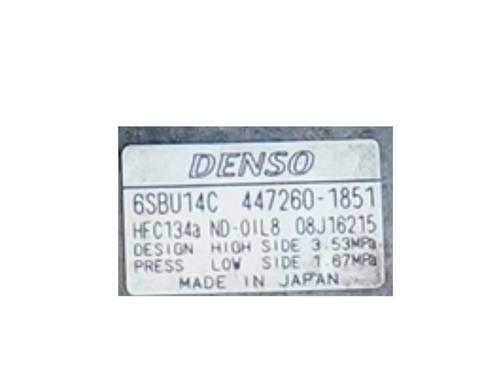 DENSO
6SBU14C 447260-1851
HFC134a ND-OIL8 08J16215
DESIGN HIGH SIDE 3.53MPa
PRESS LOW SIDE 1.67MPa
MADE IN JAPAN